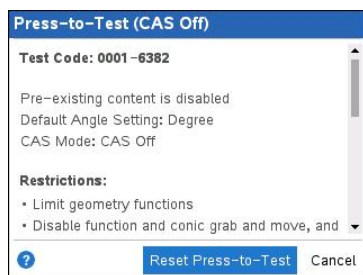 Press-to-Test (CAS Off)
Test Code: 0001-6382
Pre-existing content is disabled
Default Angle Setting: Degree
CAS Mode: CAS Off
Restrictions:
• Limit geometry functions
• Disable function and conic grab and move, and
? Reset Press-to-Test Cancel